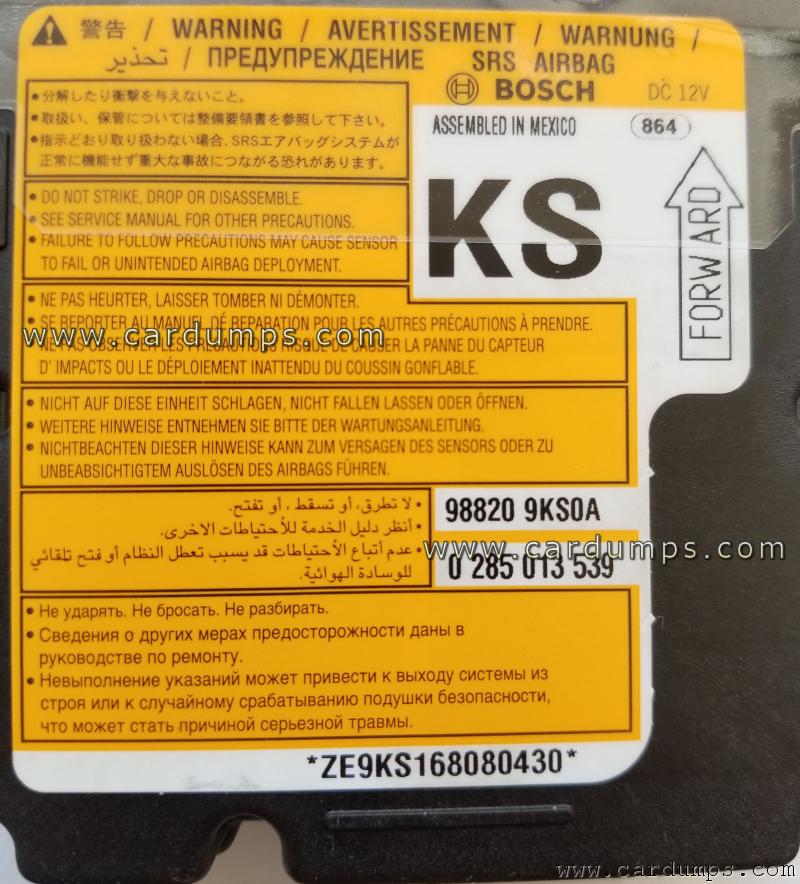 警告 / WARNING / AVERTISSEMENT / WARNUNG /
تحذير / ПРЕДУПРЕЖДЕНИЕ SRS AIRBAG
BOSCH DC 12V
ASSEMBLED IN MEXICO 864
KS
FORWARD
•分解したり衝撃を与えないこと。
•取扱い、保管については整備要領書を参照して下さい。
•指示どおり取り扱わない場合、SRSエアバッグシステムが
正常に機能せず重大な事故につながる恐れがあります。
• DO NOT STRIKE, DROP OR DISASSEMBLE.
• SEE SERVICE MANUAL FOR OTHER PRECAUTIONS.
• FAILURE TO FOLLOW PRECAUTIONS MAY CAUSE SENSOR
TO FAIL OR UNINTENDED AIRBAG DEPLOYMENT.
• NE PAS HEURTER, LAISSER TOMBER NI DÉMONTER.
• SE REPORTER AU MANUEL DE REPARATION POUR LES AUTRES PRÉCAUTIONS À PRENDRE.
www.cardumps.com
• NE PAS OBSERVER LES PRÉCAUTIONS RISQUE DE CAUSER LA PANNE DU CAPTEUR
D' IMPACTS OU LE DÉPLOIEMENT INATTENDU DU COUSSIN GONFLABLE.
• NICHT AUF DIESE EINHEIT SCHLAGEN, NICHT FALLEN LASSEN ODER ÖFFNEN.
• WEITERE HINWEISE ENTNEHMEN SIE BITTE DER WARTUNGSANLEITUNG.
• NICHTBEACHTEN DIESER HINWEISE KANN ZUM VERSAGEN DES SENSORS ODER ZU
UNBEABSICHTIGTEM AUSLÖSEN DES AIRBAGS FÜHREN.
• لا تطرق، أو تسقط ، أو تفتح.
• أنظر دليل الخدمة للأحتياطات الاخرى.
• عدم أتباع الأحتياطات قد يسبب تعطل النظام أو فتح تلقائي
للوسادة الهوائية.
98820 9KS0A
www.cardumps.com
0 285 013 539
• Не ударять. Не бросать. Не разбирать.
• Сведения о других мерах предосторожности даны в
руководстве по ремонту.
• Невыполнение указаний может привести к выходу системы из
строя или к случайному срабатыванию подушки безопасности,
что может стать причиной серьезной травмы.
*ZE9KS168080430*
www.cardumps.com